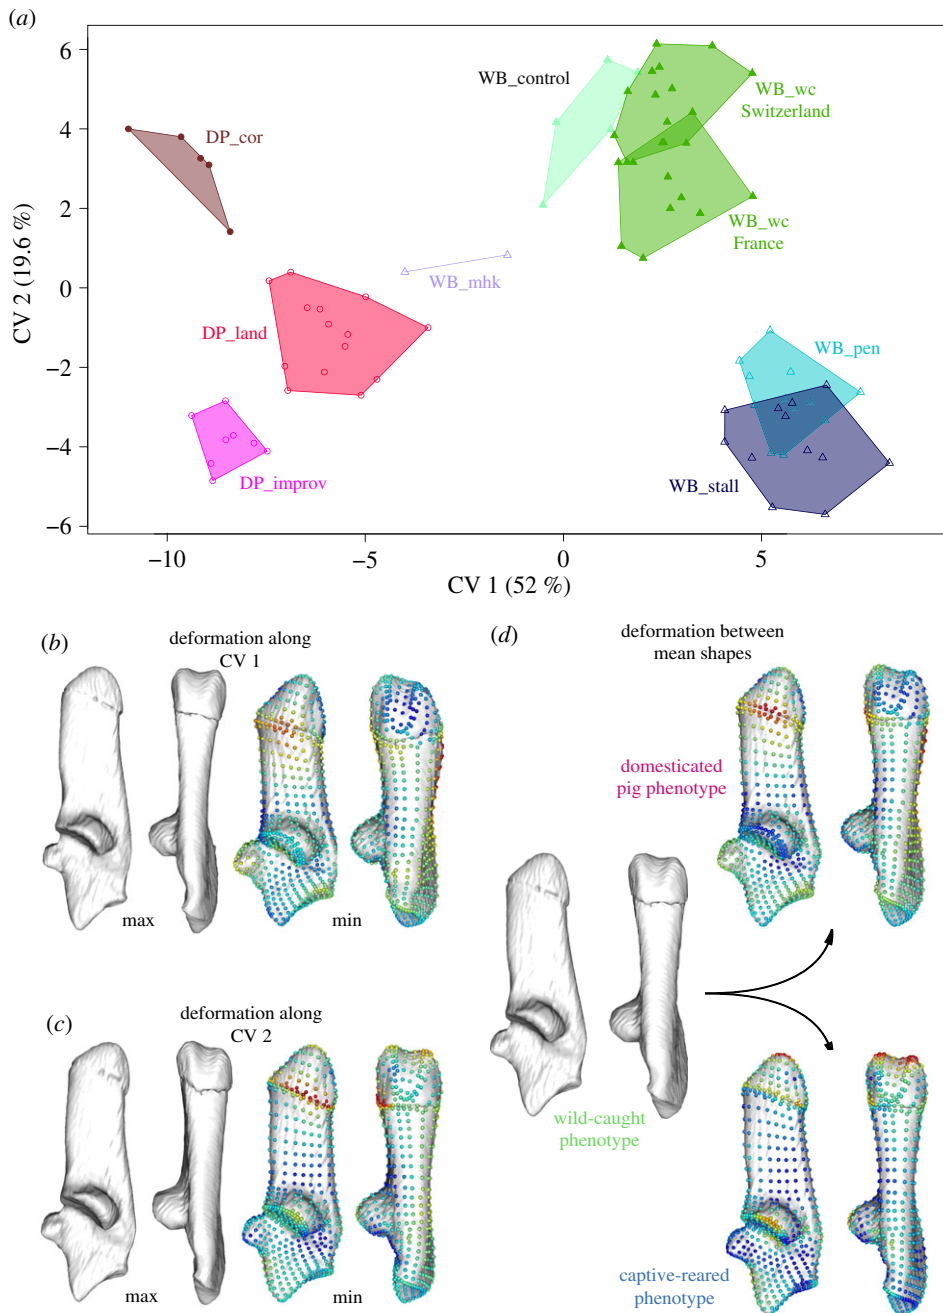 (a)
6
4
2
0
−2
−4
−6
CV 2 (19.6 %)
WB_control
WB_wc
Switzerland
DP_cor
WB_wc
France
WB_mhk
DP_land
WB_pen
DP_improv
WB_stall
−10
−5
0
5
CV 1 (52 %)
(b)
deformation along
CV 1
max
min
(c)
deformation along
CV 2
max
min
(d)
deformation between
mean shapes
domesticated
pig phenotype
wild-caught
phenotype
captive-reared
phenotype